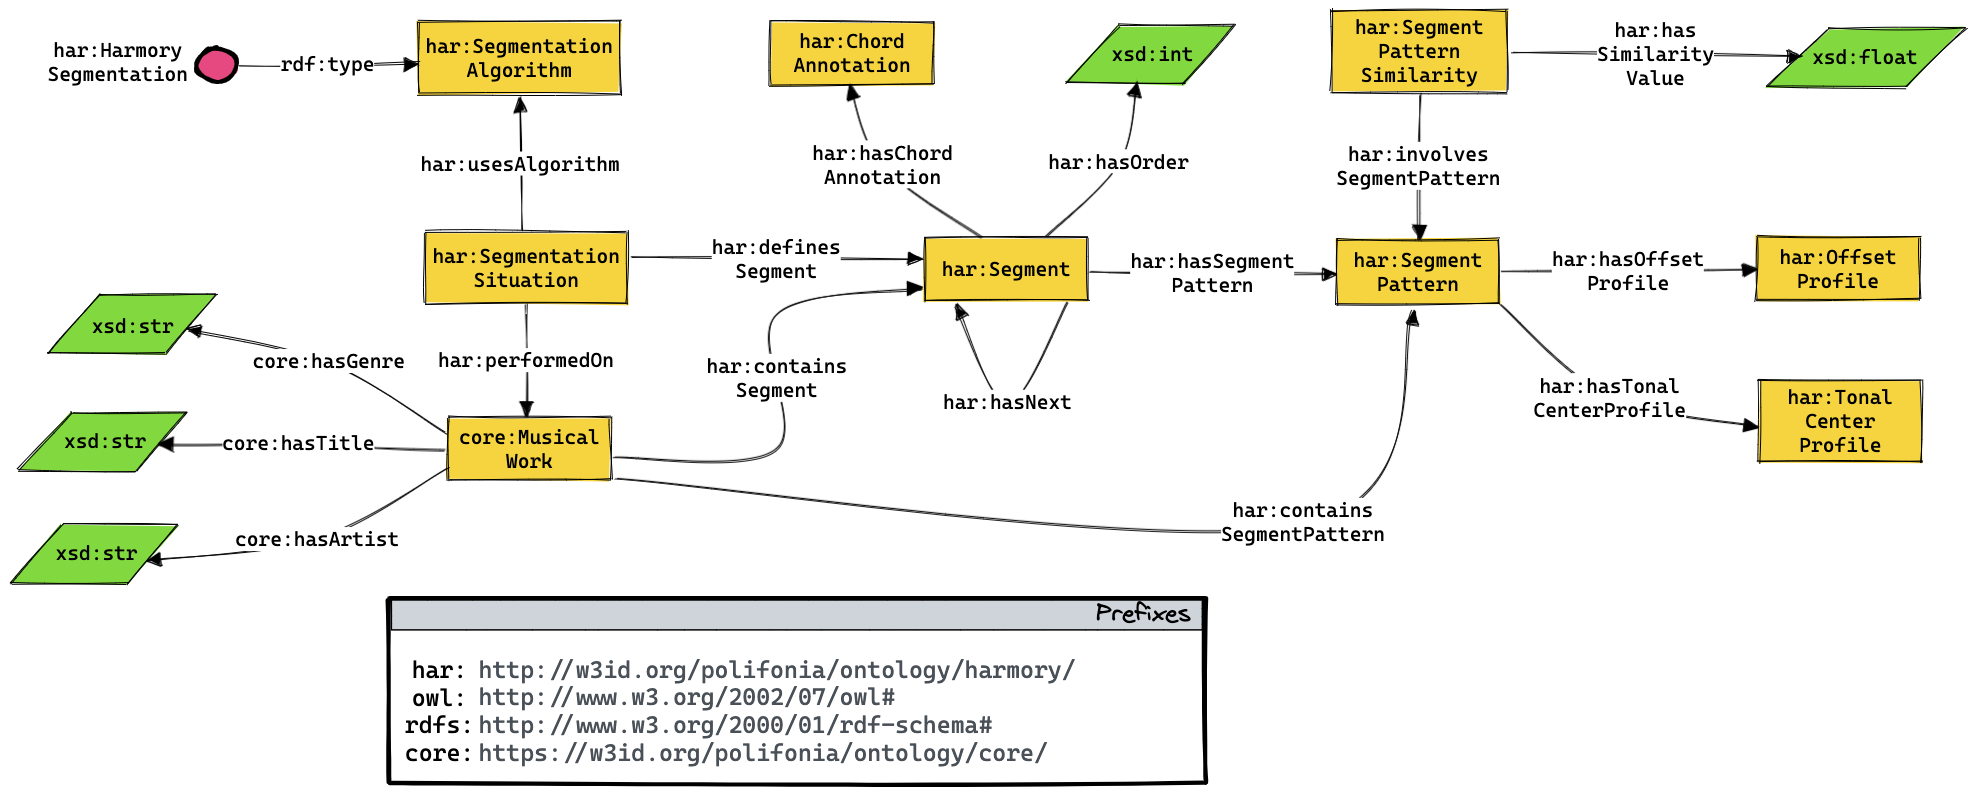 har:Harmory
Segmentation
rdf:type
har:Segmentation
Algorithm
har:Chord
Annotation
xsd:int
har:Segment
Pattern
Similarity
har:has
Similarity
Value
xsd:float
har:usesAlgorithm
har:hasChord
Annotation
har:hasOrder
har:involves
SegmentPattern
har:Segmentation
Situation
har:defines
Segment
har:Segment
har:hasSegment
Pattern
har:Segment
Pattern
har:hasOffset
Profile
har:Offset
Profile
xsd:str
core:hasGenre
har:performedOn
har:contains
Segment
har:hasNext
har:hasTonal
CenterProfile
har:Tonal
Center
Profile
xsd:str
core:hasTitle
core:Musical
Work
xsd:str
core:hasArtist
har:contains
SegmentPattern
Prefixes
har: http://w3id.org/polifonia/ontology/harmory/
owl: http://www.w3.org/2002/07/owl#
rdfs: http://www.w3.org/2000/01/rdf-schema#
core: https://w3id.org/polifonia/ontology/core/